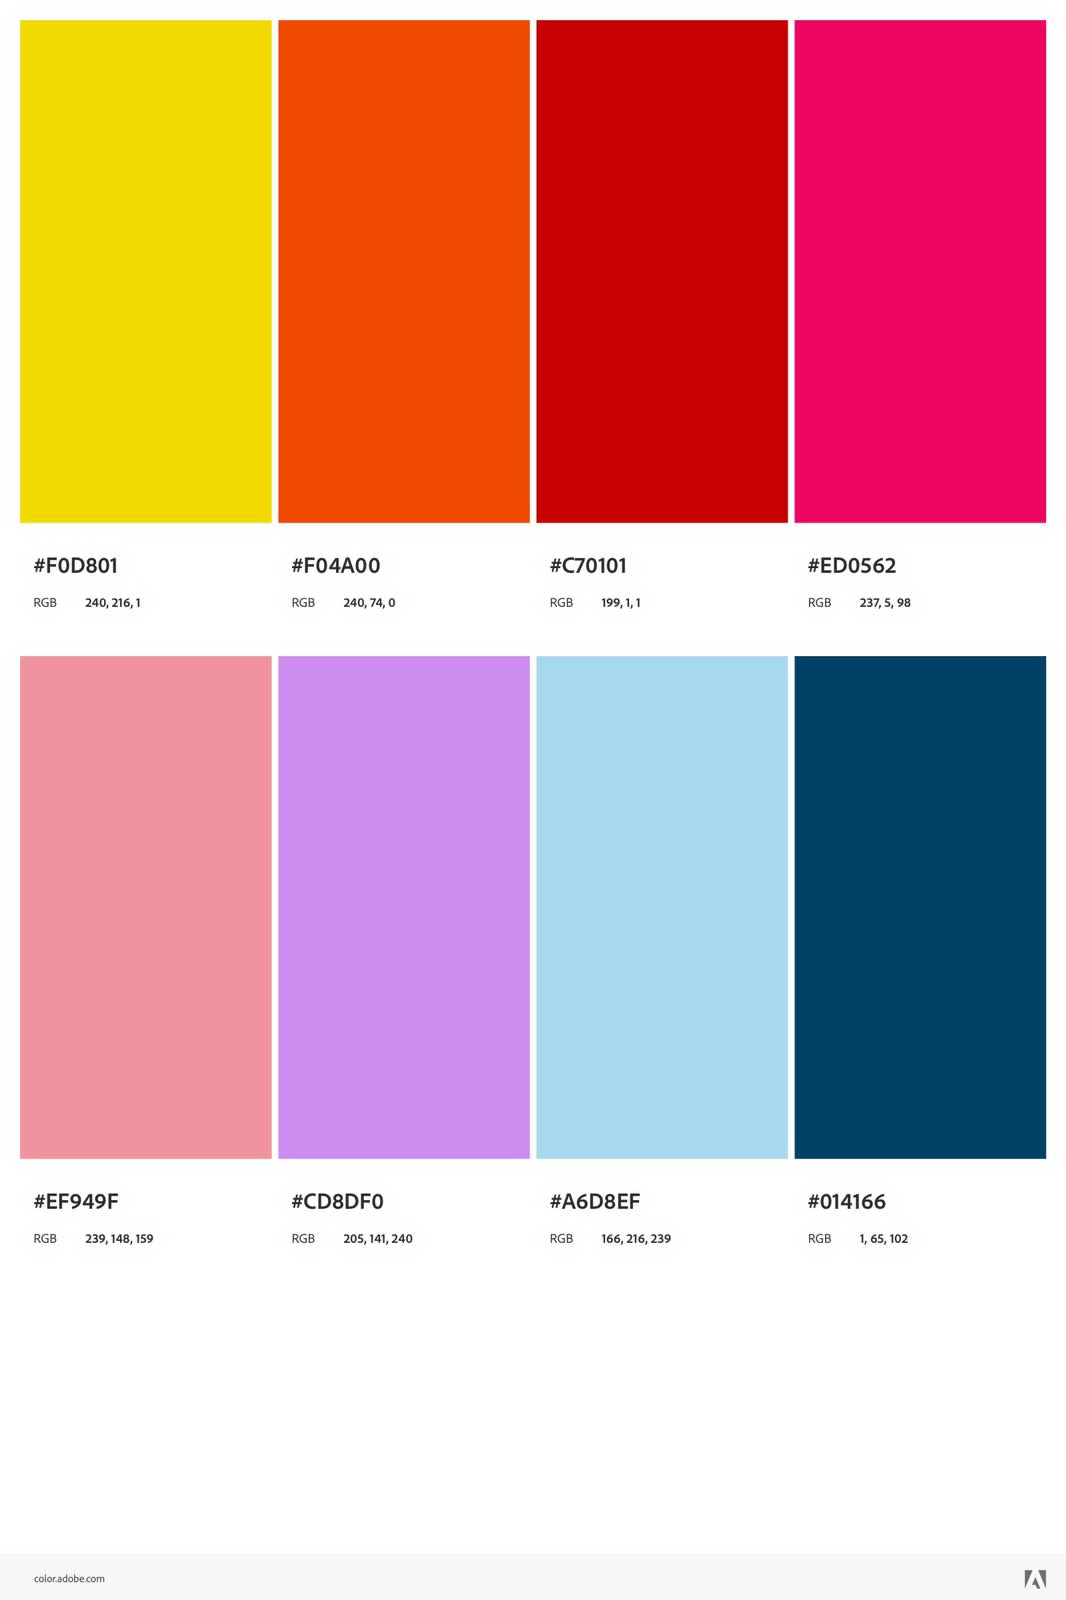 #F0D801 #F04A00 #C70101 #ED0562
RGB 240, 216, 1 RGB 240, 74, 0 RGB 199, 1, 1 RGB 237, 5, 98
#EF949F #CD8DF0 #A6D8EF #014166
RGB 239, 148, 159 RGB 205, 141, 240 RGB 166, 216, 239 RGB 1, 65, 102
color.adobe.com